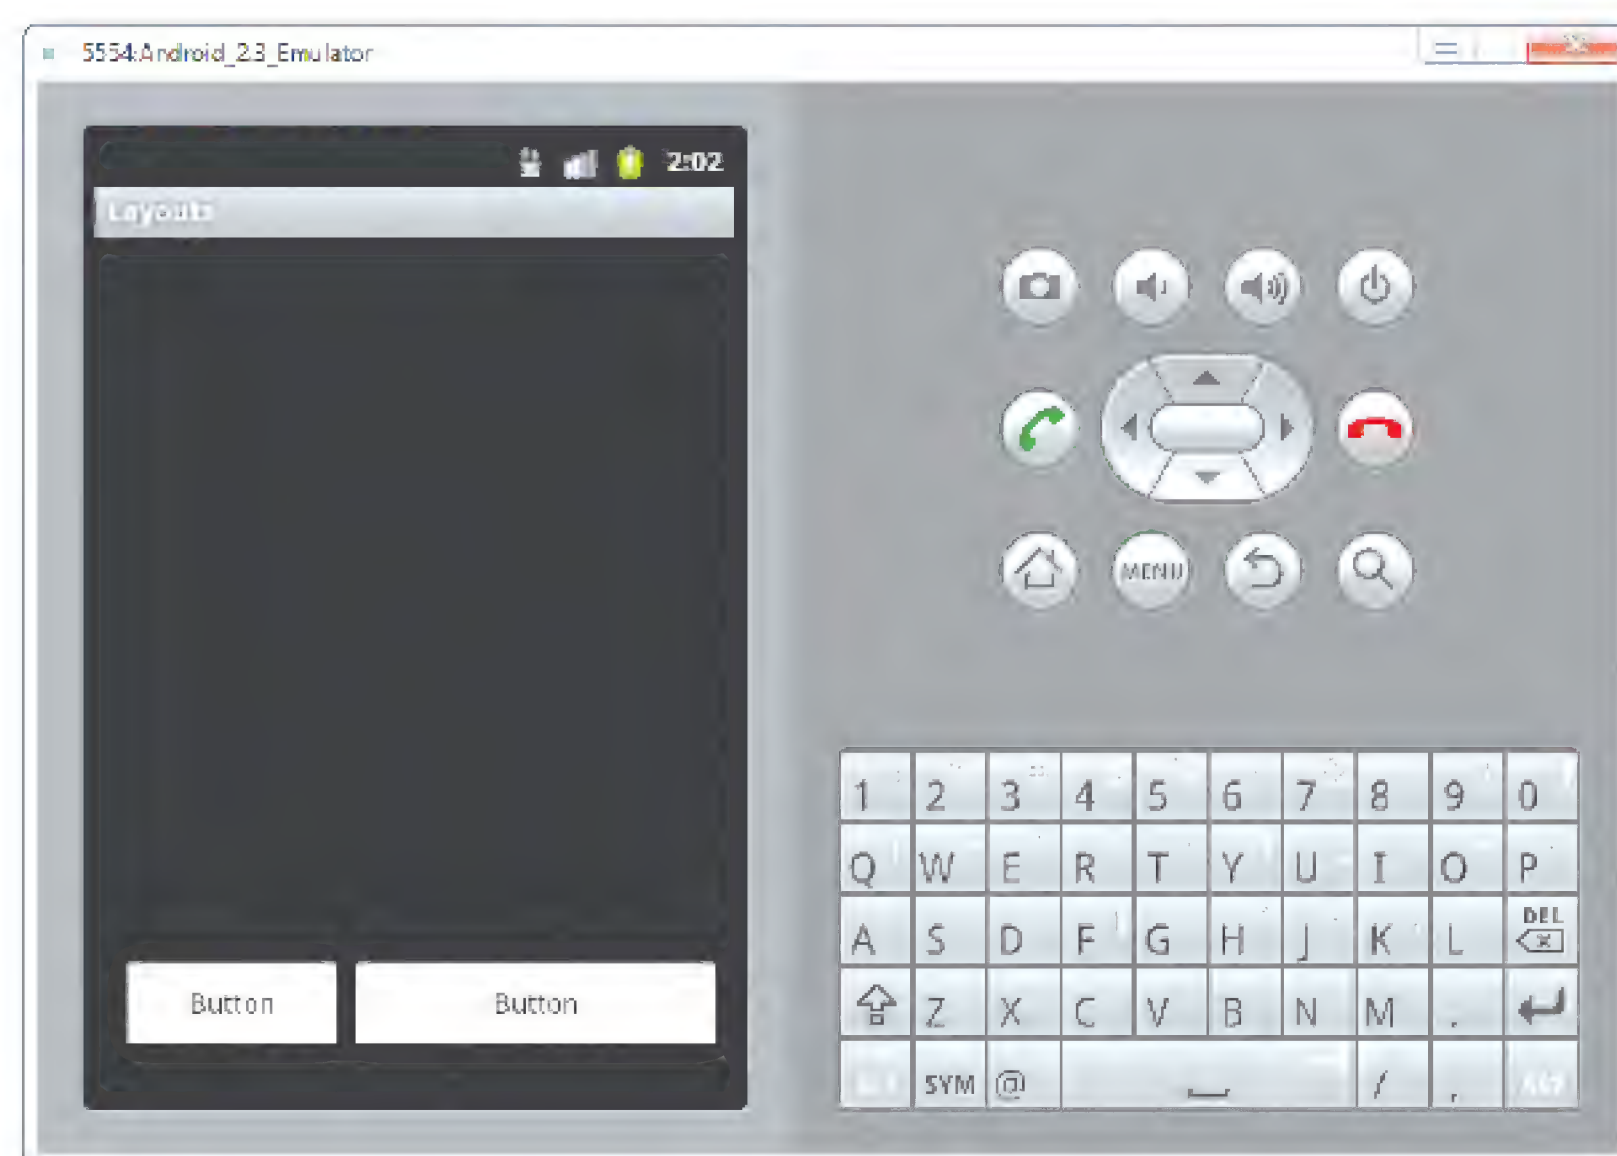 5554:Android_2.3_Emulator
2:02
Layouts
MENU
1 2 3 4 5 6 7 8 9 0
Q W E R T Y U I O P
A S D F G H J K L DEL
Z X C V B N M .
SYM @ / ,
Button Button